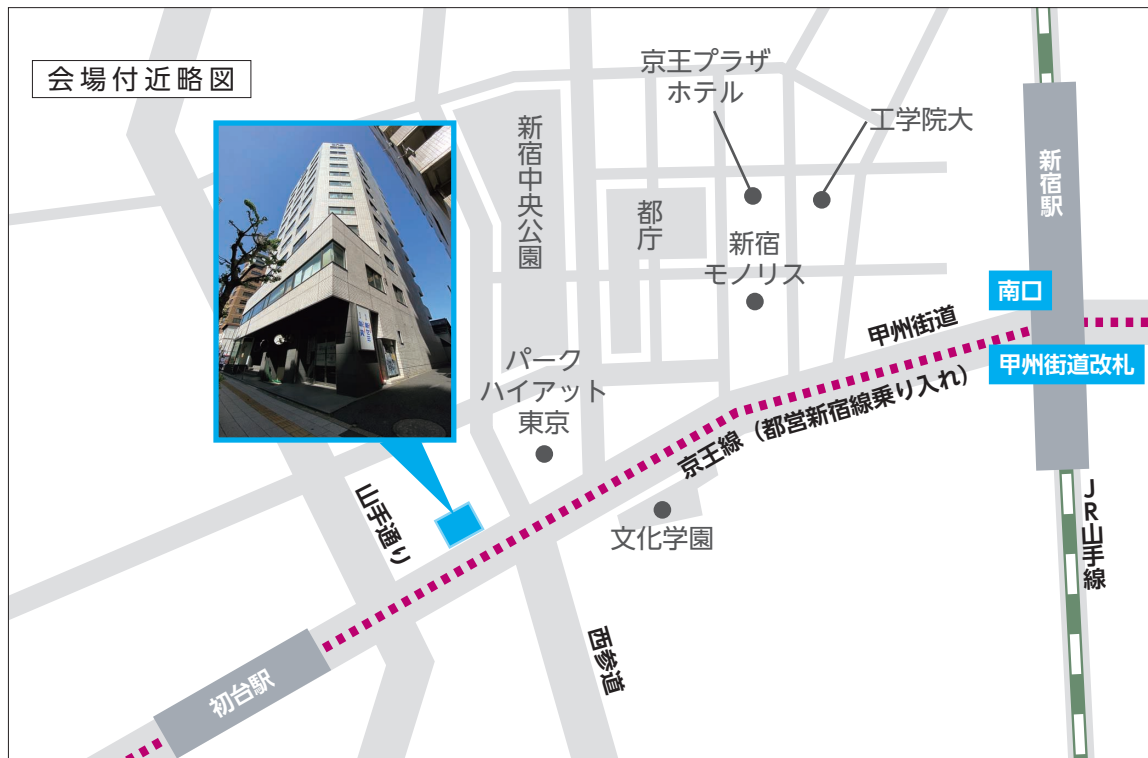 会場付近略図
京王プラザ
ホテル
工学院大
新宿中央公園
都庁
新宿
モノリス
新宿駅
南口
甲州街道
甲州街道改札
パーク
ハイアット
東京
京王線（都営新宿線乗り入れ）
山手通り
文化学園
JR山手線
西参道
初台駅